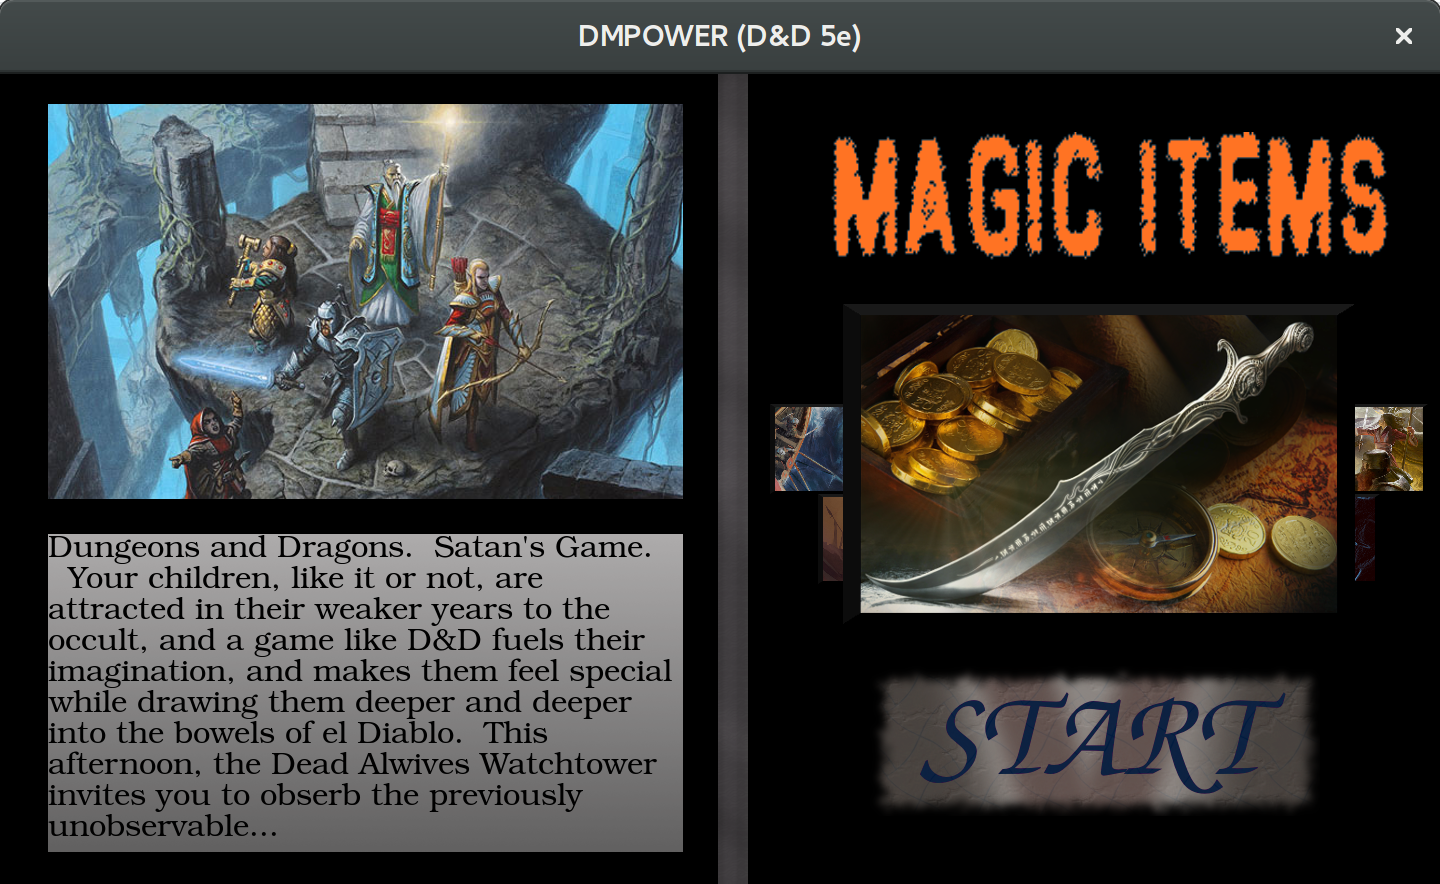 DMPOWER (D&D 5e)
Dungeons and Dragons.  Satan's Game.
Your children, like it or not, are
attracted in their weaker years to the
occult, and a game like D&D fuels their
imagination, and makes them feel special
while drawing them deeper and deeper
into the bowels of el Diablo.  This
afternoon, the Dead Alwives Watchtower
invites you to obserb the previously
unobservable...
MAGIC ITEMS
START